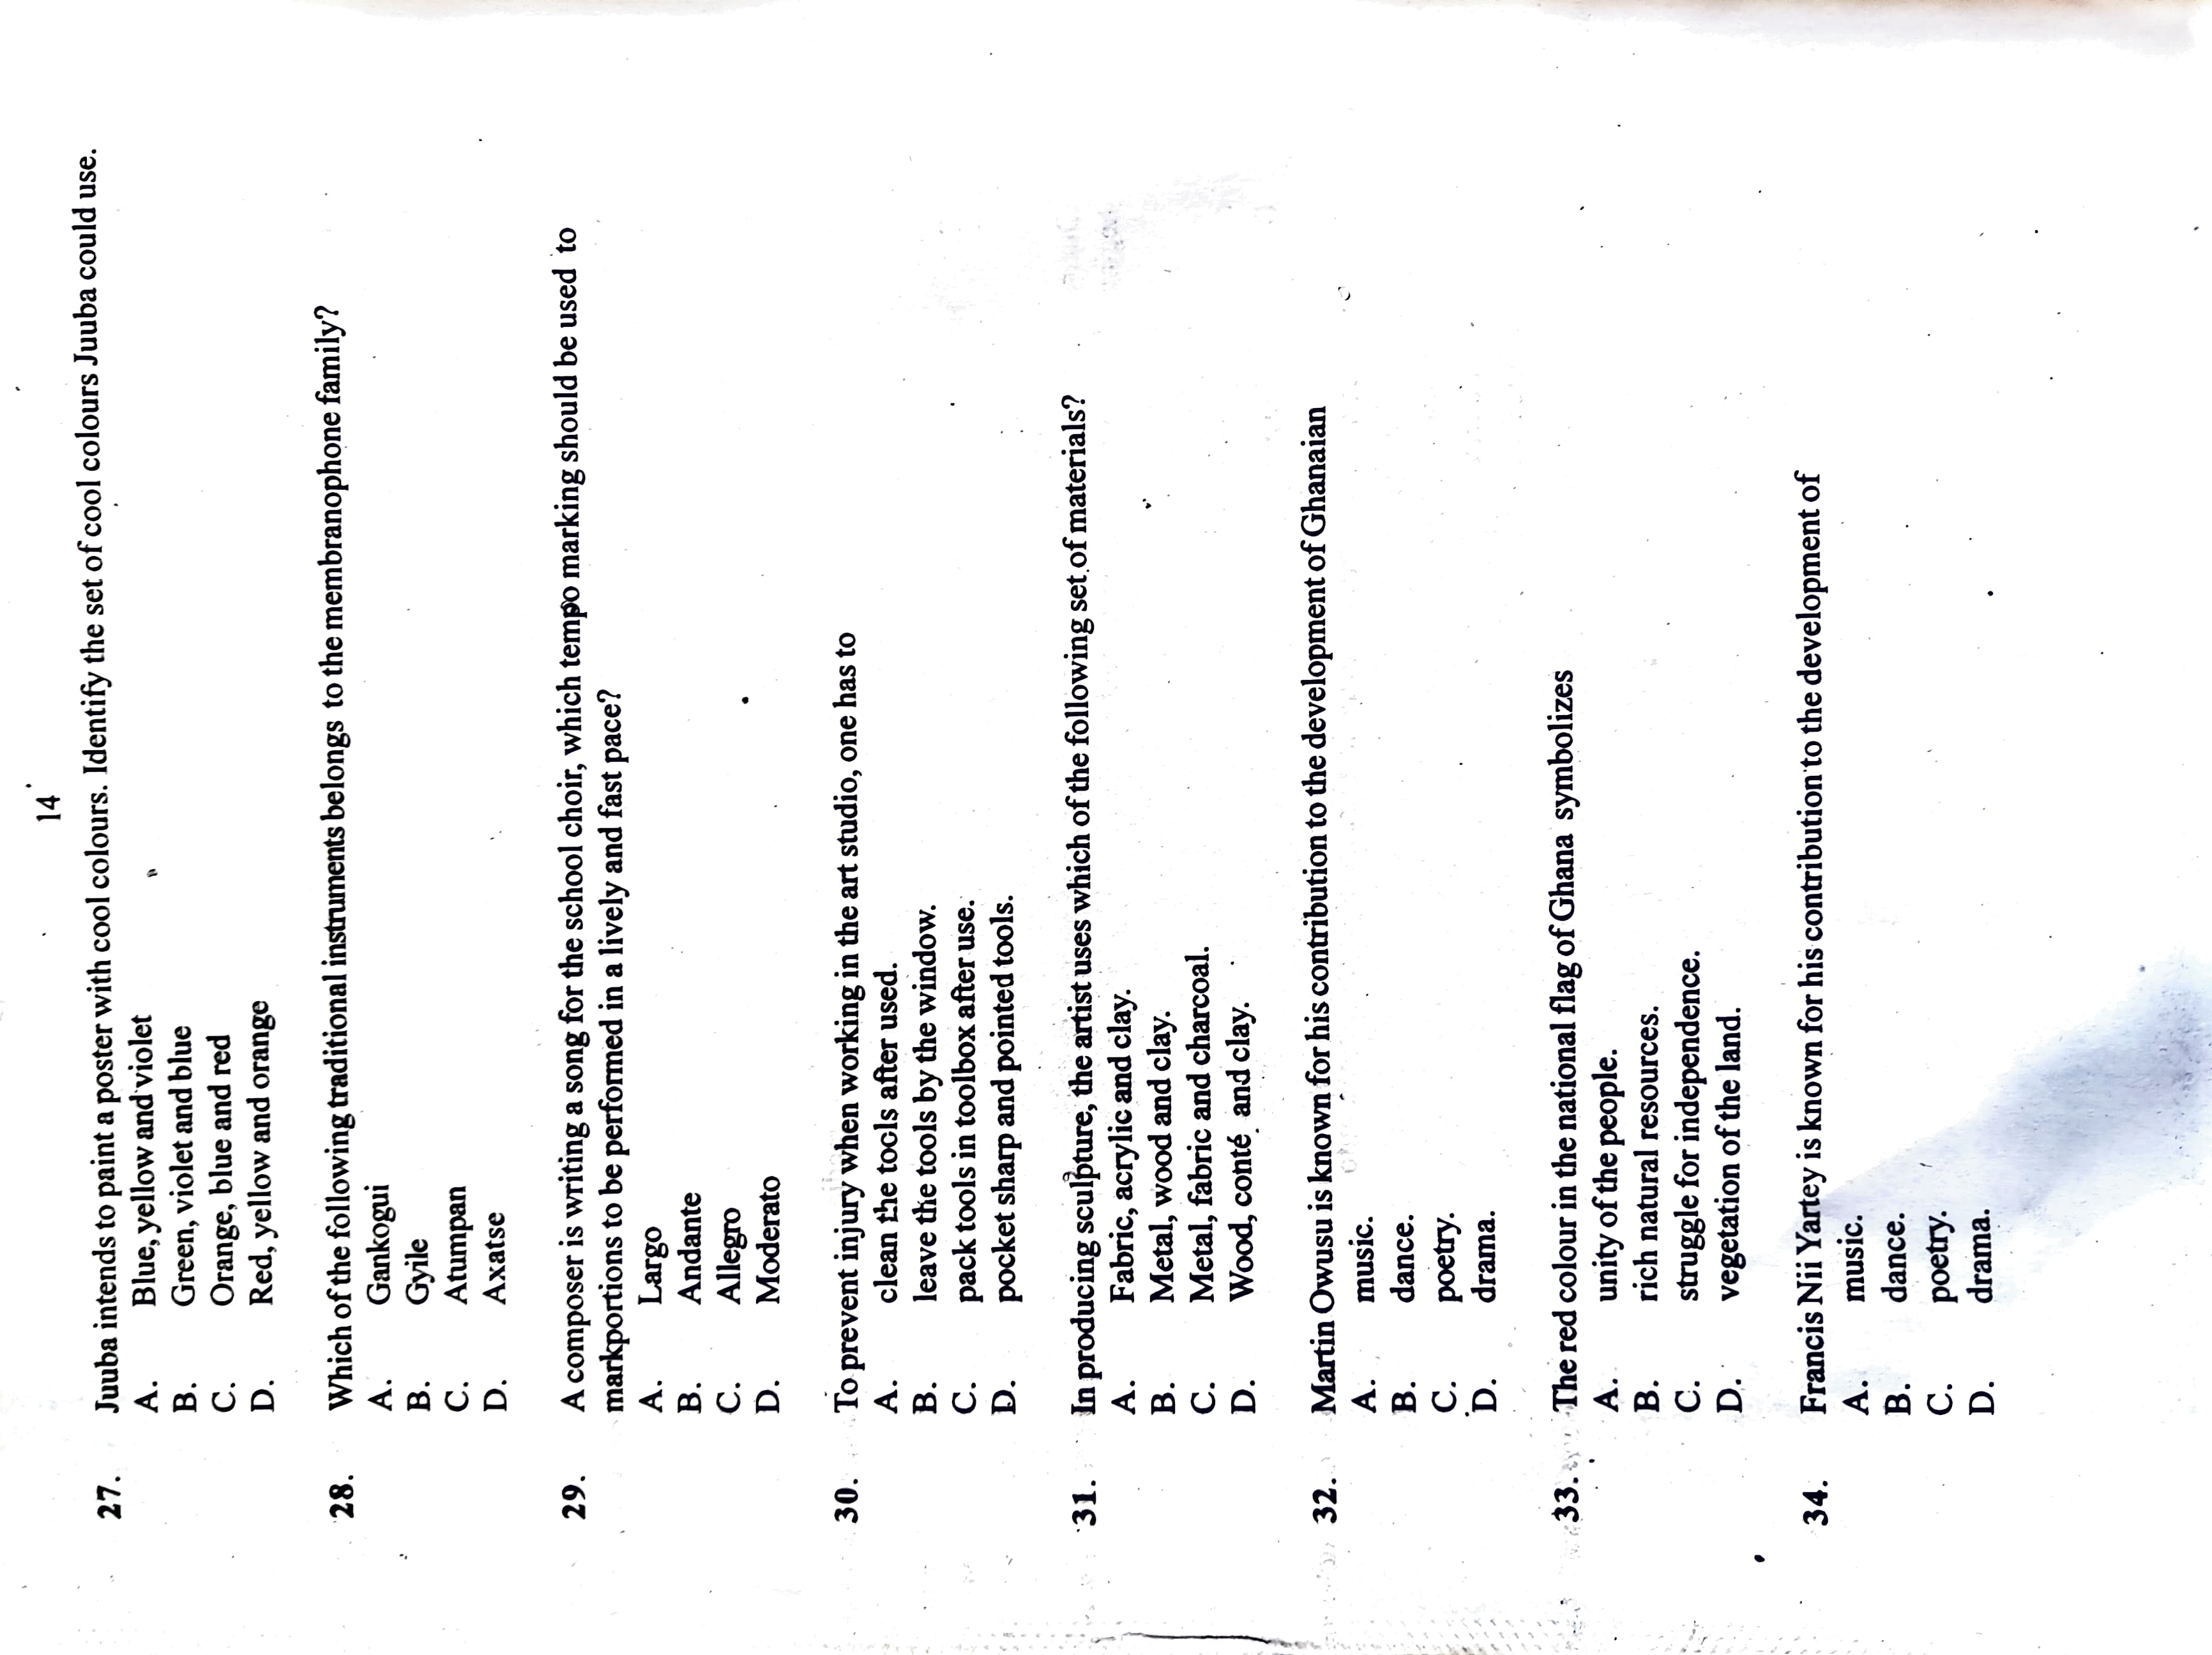 14
27. Juuba intends to paint a poster with cool colours. Identify the set of cool colours Juuba could use.
A. Blue, yellow and violet
B. Green, violet and blue
C. Orange, blue and red
D. Red, yellow and orange
28. Which of the following traditional instruments belongs to the membranophone family?
A. Gankogui
B. Gyile
C. Atumpan
D. Axatse
29. A composer is writing a song for the school choir, which tempo marking should be used to
markportions to be performed in a lively and fast pace?
A. Largo
B. Andante
C. Allegro
D. Moderato
30. To prevent injury when working in the art studio, one has to
A. clean the tools after used.
B. leave the tools by the window.
C. pack tools in toolbox after use.
D. pocket sharp and pointed tools.
31. In producing sculpture, the artist uses which of the following set of materials?
A. Fabric, acrylic and clay.
B. Metal, wood and clay.
C. Metal, fabric and charcoal.
D. Wood, conté and clay.
32. Martin Owusu is known for his contribution to the development of Ghanaian
A. music.
B. dance.
C. poetry.
D. drama.
33. The red colour in the national flag of Ghana symbolizes
A. unity of the people.
B. rich natural resources.
C. struggle for independence.
D. vegetation of the land.
34. Francis Nii Yartey is known for his contribution to the development of
A. music.
B. dance.
C. poetry.
D. drama.